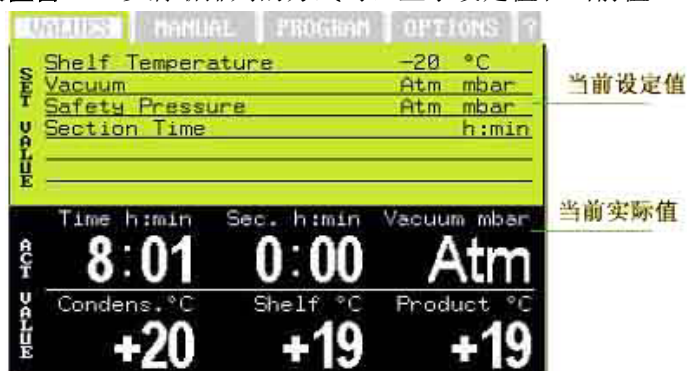 VALUES MANUAL PROGRAM OPTIONS ?
SET VALUE
Shelf Temperature -20 °C
Vacuum Atm mbar
Safety Pressure Atm mbar
Section Time h:min
当前设定值
当前实际值
ACT VALUE
Time h:min Sec. h:min Vacuum mbar
8:01 0:00 Atm
Condens.°C Shelf °C Product °C
+20 +19 +19